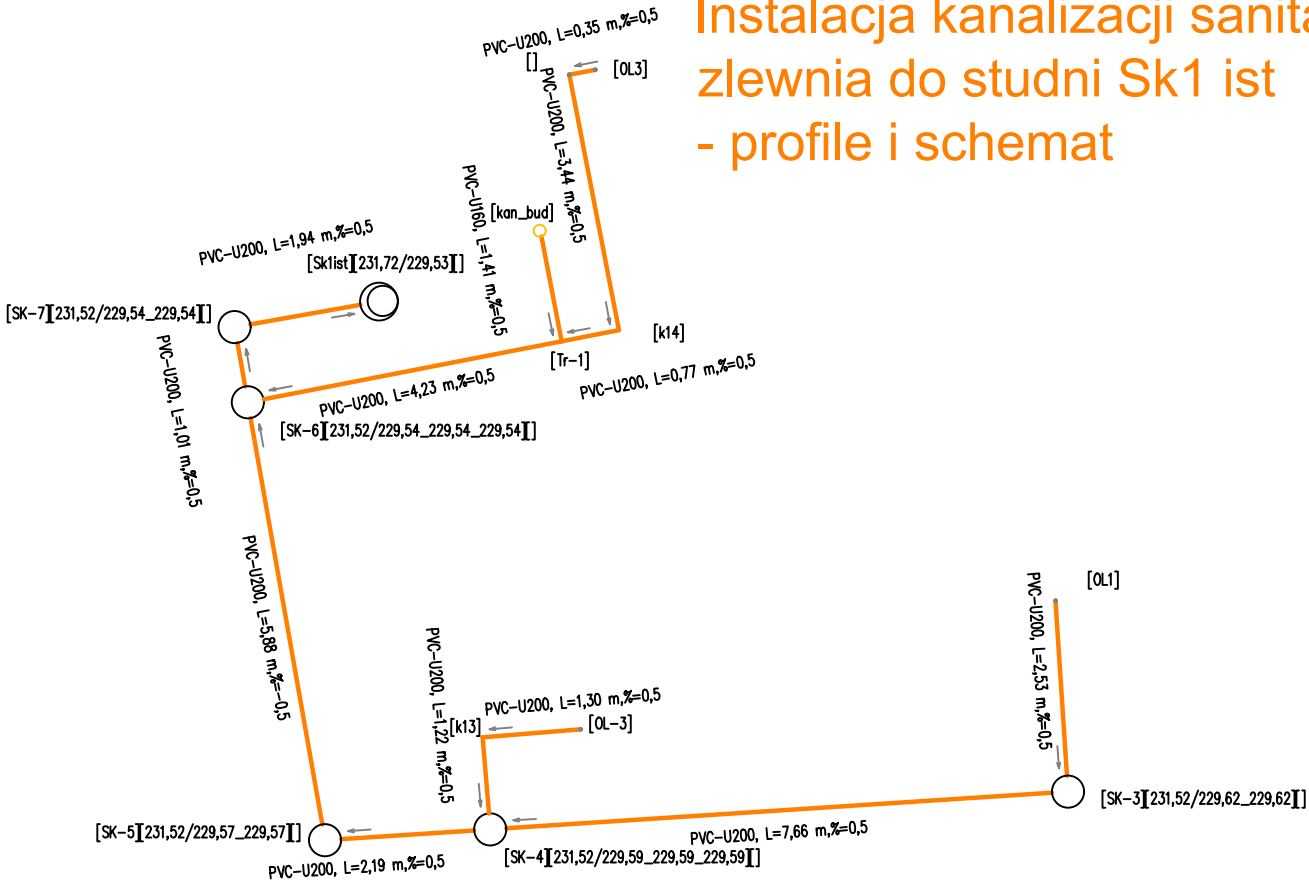 Instalacja kanalizacji
zlewnia do studni Sk1 ist
- profile i schemat
PVC-U200, L=0,35 m,%=0,5
[]
[OL3]
PVC-U200, L=3,44 m,%=0,5
PVC-U160, L=1,41 m,%=0,5
[kan_bud]
PVC-U200, L=1,94 m,%=0,5
[Sk1ist][231,72/229,53][]
[SK-7][231,52/229,54_229,54][]
[k14]
[Tr-1]
PVC-U200, L=0,77 m,%=0,5
PVC-U200, L=4,23 m,%=0,5
PVC-U200, L=1,01 m,%=0,5
[SK-6][231,52/229,54_229,54_229,54][]
PVC-U200, L=5,88 m,%=-0,5
[OL1]
PVC-U200, L=2,53 m,%=0,5
PVC-U200, L=1,22 m,%=0,5
PVC-U200, L=1,30 m,%=0,5
[k13]
[OL-3]
[SK-3][231,52/229,62_229,62][]
[SK-5][231,52/229,57_229,57][]
PVC-U200, L=7,66 m,%=0,5
[SK-4][231,52/229,59_229,59_229,59][]
PVC-U200, L=2,19 m,%=0,5